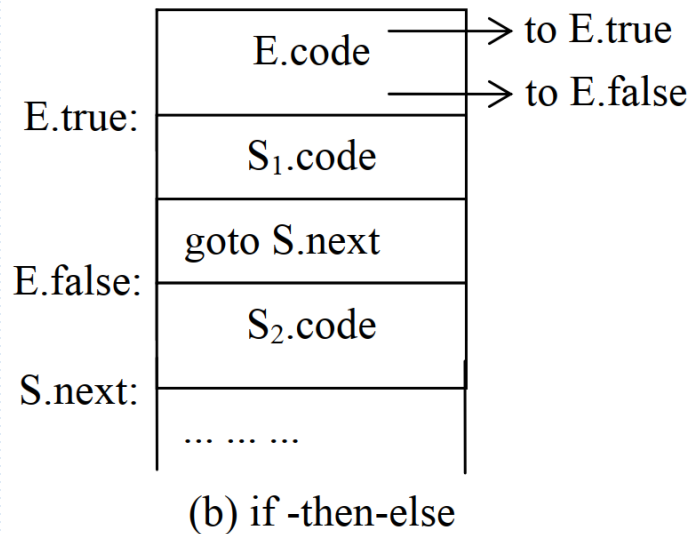 E.code
to E.true
to E.false
E.true:
S₁.code
goto S.next
E.false:
S₂.code
S.next:
... ... ...
(b) if -then-else